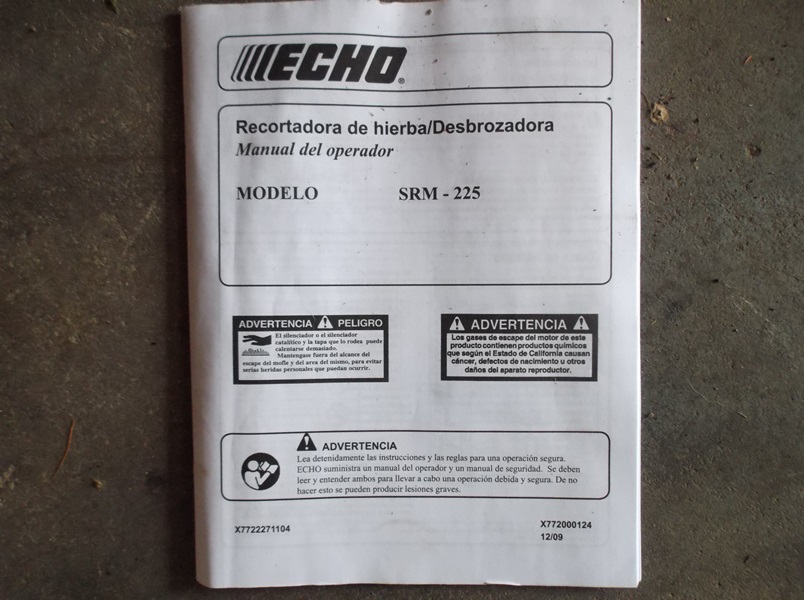 ECHO®
Recortadora de hierba/Desbrozadora
Manual del operador
MODELO SRM - 225
ADVERTENCIA PELIGRO
El silenciador o el silenciador
catalítico y la tapa que lo rodea puede
calentarse demasiado.
Mantengase fuera del alcance del
escape del mofle y del area del mismo, para evitar
serias heridas personales que puedan ocurrir.
ADVERTENCIA
Los gases de escape del motor de este
producto contienen productos químicos
que según el Estado de California causan
cáncer, defectos de nacimiento u otros
daños del aparato reproductor.
ADVERTENCIA
Lea detenidamente las instrucciones y las reglas para una operación segura.
ECHO suministra un manual del operador y un manual de seguridad. Se deben
leer y entender ambos para llevar a cabo una operación debida y segura. De no
hacer esto se pueden producir lesiones graves.
X7722271104
X772000124
12/09